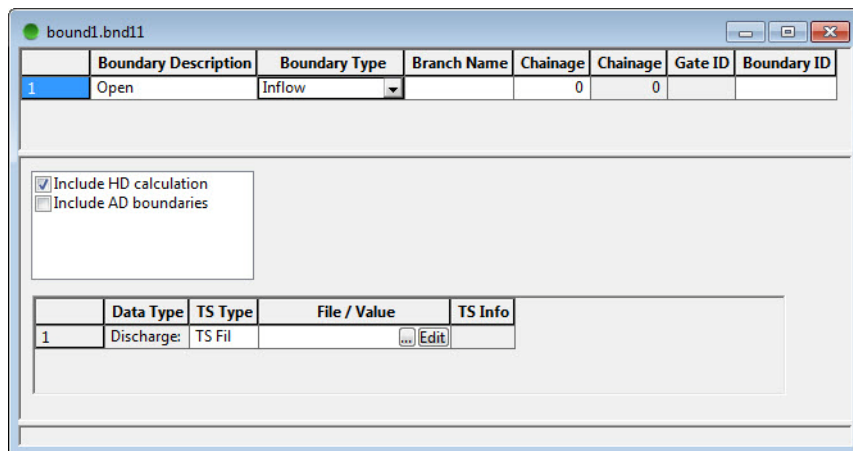 bound1.bnd11
Boundary Description Boundary Type Branch Name Chainage Chainage Gate ID Boundary ID
1 Open Inflow 0 0
Include HD calculation
Include AD boundaries
Data Type TS Type File / Value TS Info
1 Discharge: TS Fil ... Edit